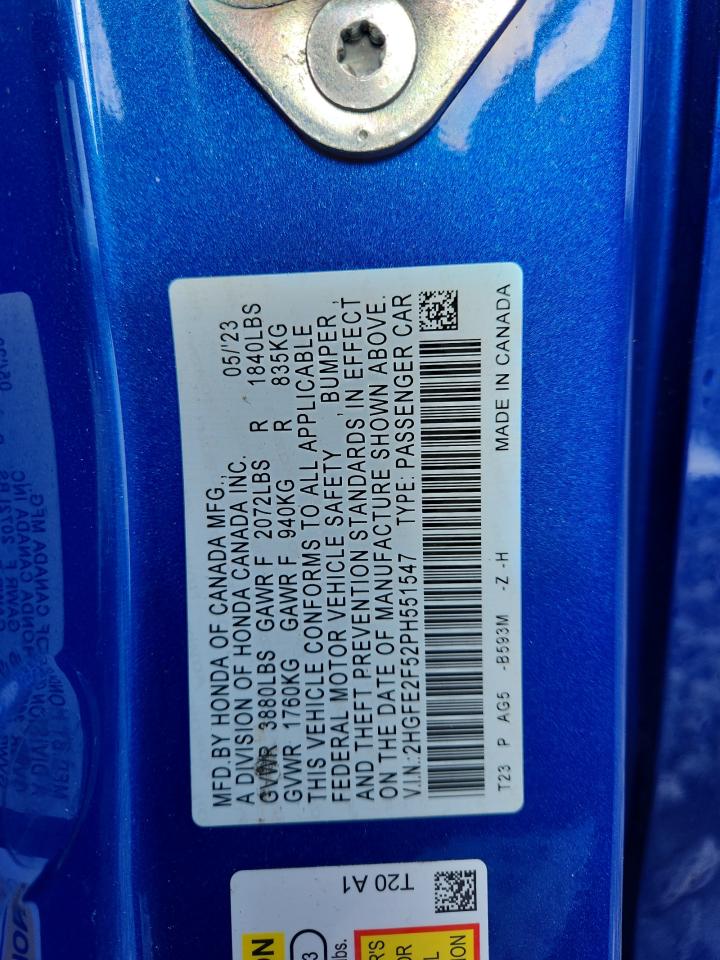 MFD.BY HONDA OF CANADA MFG.,
A DIVISION OF HONDA CANADA INC. 05/'23
GVWR 3880LBS GAWR F 2072LBS R 1840LBS
GVWR 1760KG GAWR F 940KG R 835KG
THIS VEHICLE CONFORMS TO ALL APPLICABLE
FEDERAL MOTOR VEHICLE SAFETY , BUMPER ,
AND THEFT PREVENTION STANDARDS IN EFFECT
ON THE DATE OF MANUFACTURE SHOWN ABOVE.
V.I.N.:2HGFE2F52PH551547 TYPE: PASSENGER CAR
T23 P AG5 -B593M -Z -H MADE IN CANADA
T20 A1